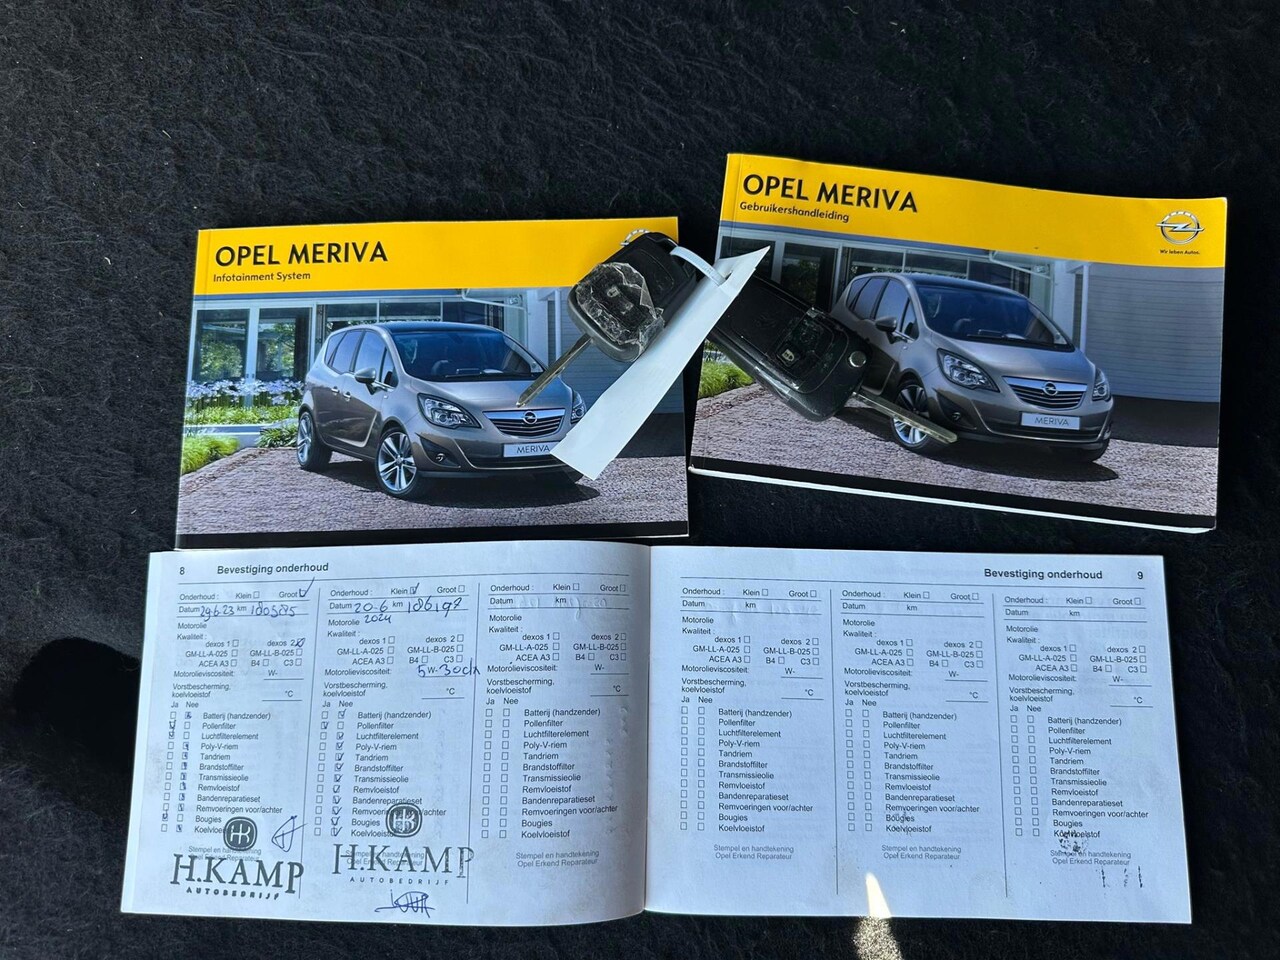 OPEL MERIVA
Infotainment System
MERIVA
OPEL MERIVA
Gebruikershandleiding
Wir leben Autos.
MERIVA
8 Bevestiging onderhoud
Onderhoud : Klein Groot
Datum 29-6-23 km
Motorolie
Kwaliteit :
dexos 1 dexos 2
GM-LL-A-025 GM-LL-B-025
ACEA A3 B4 C3
Motorolieviscositeit: W-
Vorstbescherming,
koelvloeistof °C
Ja Nee
Batterij (handzender)
Pollenfilter
Luchtfilterelement
Poly-V-riem
Tandriem
Brandstoffilter
Transmissieolie
Remvloeistof
Bandenreparatieset
Remvoeringen voor/achter
Bougies
Koelvloeistof
Stempel en handtekening
Opel Erkend Reparateur
HK
H.KAMP
AUTOBEDRIJF
Onderhoud : Klein Groot
Datum 20-6 km
2024
Motorolie
Kwaliteit :
dexos 1 dexos 2
GM-LL-A-025 GM-LL-B-025
ACEA A3 B4 C3
Motorolieviscositeit: 5W-30
Vorstbescherming,
koelvloeistof °C
Ja Nee
Batterij (handzender)
Pollenfilter
Luchtfilterelement
Poly-V-riem
Tandriem
Brandstoffilter
Transmissieolie
Remvloeistof
Bandenreparatieset
Remvoeringen voor/achter
Bougies
Koelvloeistof
Stempel en handtekening
Opel Erkend Reparateur
HK
H.KAMP
AUTOBEDRIJF
Onderhoud : Klein Groot
Datum km
Motorolie
Kwaliteit :
dexos 1 dexos 2
GM-LL-A-025 GM-LL-B-025
ACEA A3 B4 C3
Motorolieviscositeit: W-
Vorstbescherming,
koelvloeistof °C
Ja Nee
Batterij (handzender)
Pollenfilter
Luchtfilterelement
Poly-V-riem
Tandriem
Brandstoffilter
Transmissieolie
Remvloeistof
Bandenreparatieset
Remvoeringen voor/achter
Bougies
Koelvloeistof
Stempel en handtekening
Opel Erkend Reparateur
Bevestiging onderhoud 9
Onderhoud : Klein Groot
Datum km
Motorolie
Kwaliteit :
dexos 1 dexos 2
GM-LL-A-025 GM-LL-B-025
ACEA A3 B4 C3
Motorolieviscositeit: W-
Vorstbescherming,
koelvloeistof °C
Ja Nee
Batterij (handzender)
Pollenfilter
Luchtfilterelement
Poly-V-riem
Tandriem
Brandstoffilter
Transmissieolie
Remvloeistof
Bandenreparatieset
Remvoeringen voor/achter
Bougies
Koelvloeistof
Stempel en handtekening
Opel Erkend Reparateur
Onderhoud : Klein Groot
Datum km
Motorolie
Kwaliteit :
dexos 1 dexos 2
GM-LL-A-025 GM-LL-B-025
ACEA A3 B4 C3
Motorolieviscositeit: W-
Vorstbescherming,
koelvloeistof °C
Ja Nee
Batterij (handzender)
Pollenfilter
Luchtfilterelement
Poly-V-riem
Tandriem
Brandstoffilter
Transmissieolie
Remvloeistof
Bandenreparatieset
Remvoeringen voor/achter
Bougies
Koelvloeistof
Stempel en handtekening
Opel Erkend Reparateur
Onderhoud : Klein Groot
Datum km
Motorolie
Kwaliteit :
dexos 1 dexos 2
GM-LL-A-025 GM-LL-B-025
ACEA A3 B4 C3
Motorolieviscositeit: W-
Vorstbescherming,
koelvloeistof °C
Ja Nee
Batterij (handzender)
Pollenfilter
Luchtfilterelement
Poly-V-riem
Tandriem
Brandstoffilter
Transmissieolie
Remvloeistof
Bandenreparatieset
Remvoeringen voor/achter
Bougies
Koelvloeistof
Stempel en handtekening
Opel Erkend Reparateur